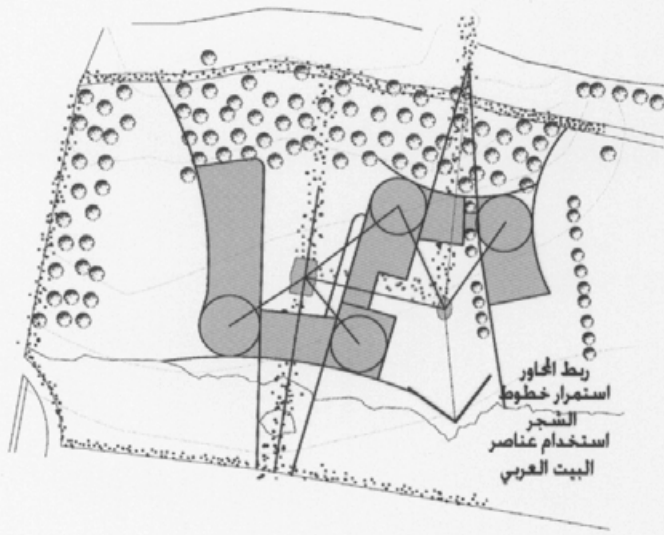 ربط المحاور
استمرار خطوط
الشجر
استخدام عناصر
البيت العربي